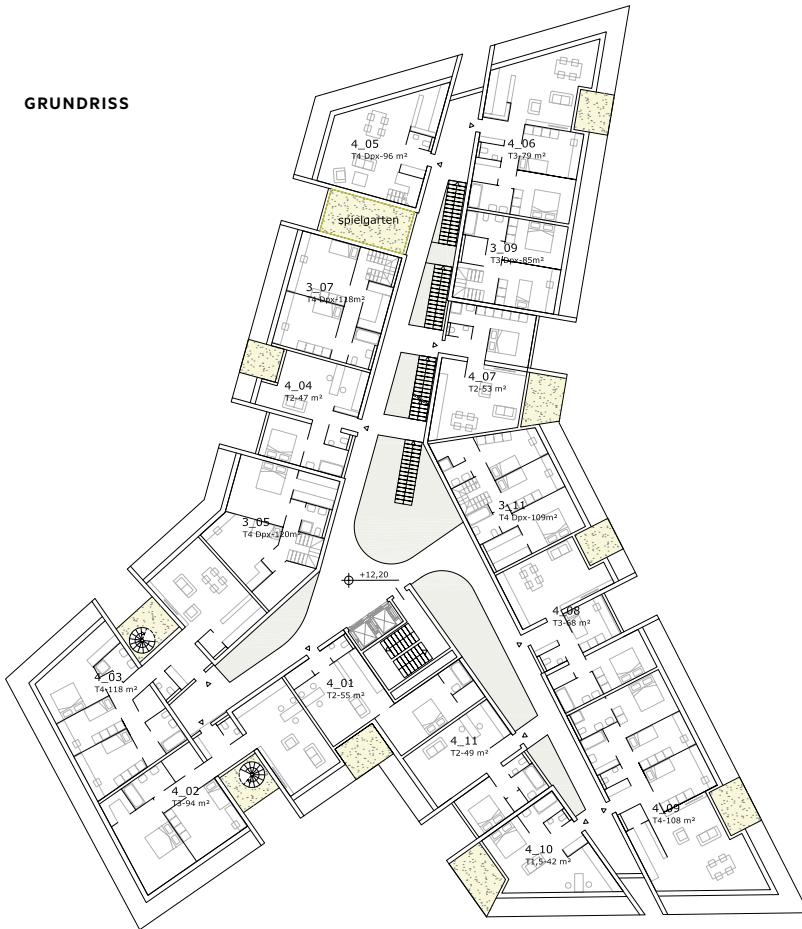 GRUNDRISS
4_05
T4 Dpx-96 m²
4_06
T3-79 m²
spielgarten
3_09
T3 Dpx-85m²
3_07
T4 Dpx-118m²
4_04
T2-47 m²
4_07
T2-53 m²
3_11
T4 Dpx-109m²
3_05
T4 Dpx-120m²
+12,20
4_08
T3-68 m²
4_03
T4-118 m²
4_01
T2-55 m²
4_11
T2-49 m²
4_02
T3-94 m²
4_09
T4-108 m²
4_10
T1,5-42 m²